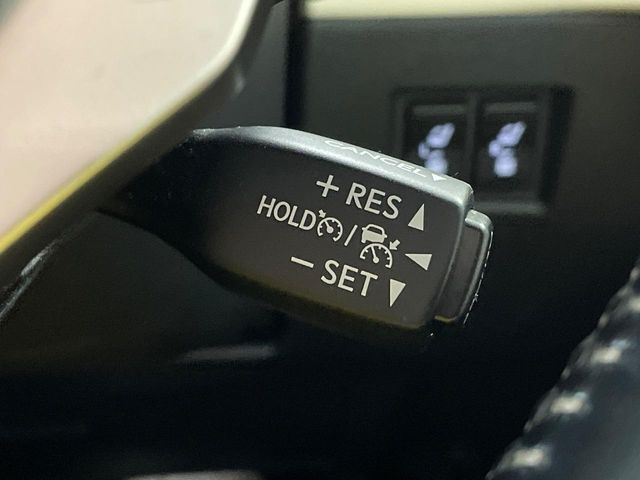 CANCEL
+ RES
HOLD /
- SET